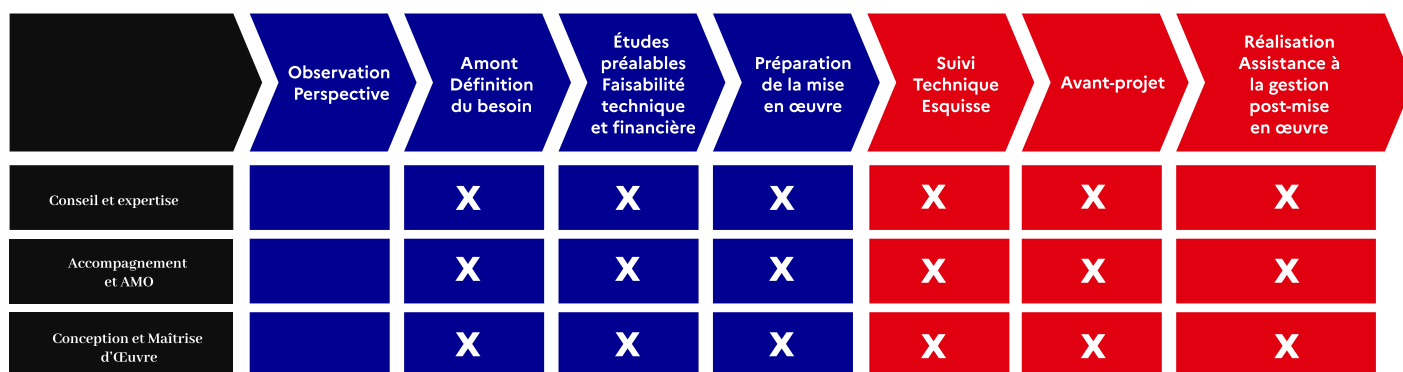 Observation
Perspective
Amont
Définition
du besoin
Études
préalables
Faisabilité
technique
et financière
Préparation
de la mise
en œuvre
Suivi
Technique
Esquisse
Avant-projet
Réalisation
Assistance à
la gestion
post-mise
en œuvre
Conseil et expertise
X X X X X X
Accompagnement
et AMO
X X X X X X
Conception et Maîtrise
d'Œuvre
X X X X X X